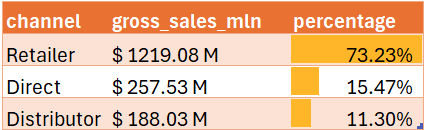 channel gross_sales_mln percentage
Retailer $ 1219.08 M 73.23%
Direct $ 257.53 M 15.47%
Distributor $ 188.03 M 11.30%